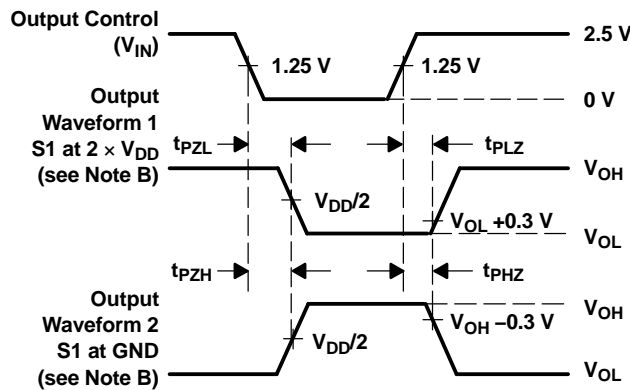 Output Control
(VIN)
2.5 V
1.25 V
1.25 V
0 V
Output
Waveform 1
S1 at 2 × VDD
(see Note B)
tPZL
tPLZ
VOH
VDD/2
VOL +0.3 V
VOL
tPZH
tPHZ
Output
Waveform 2
S1 at GND
(see Note B)
VOH
VOH −0.3 V
VDD/2
VOL